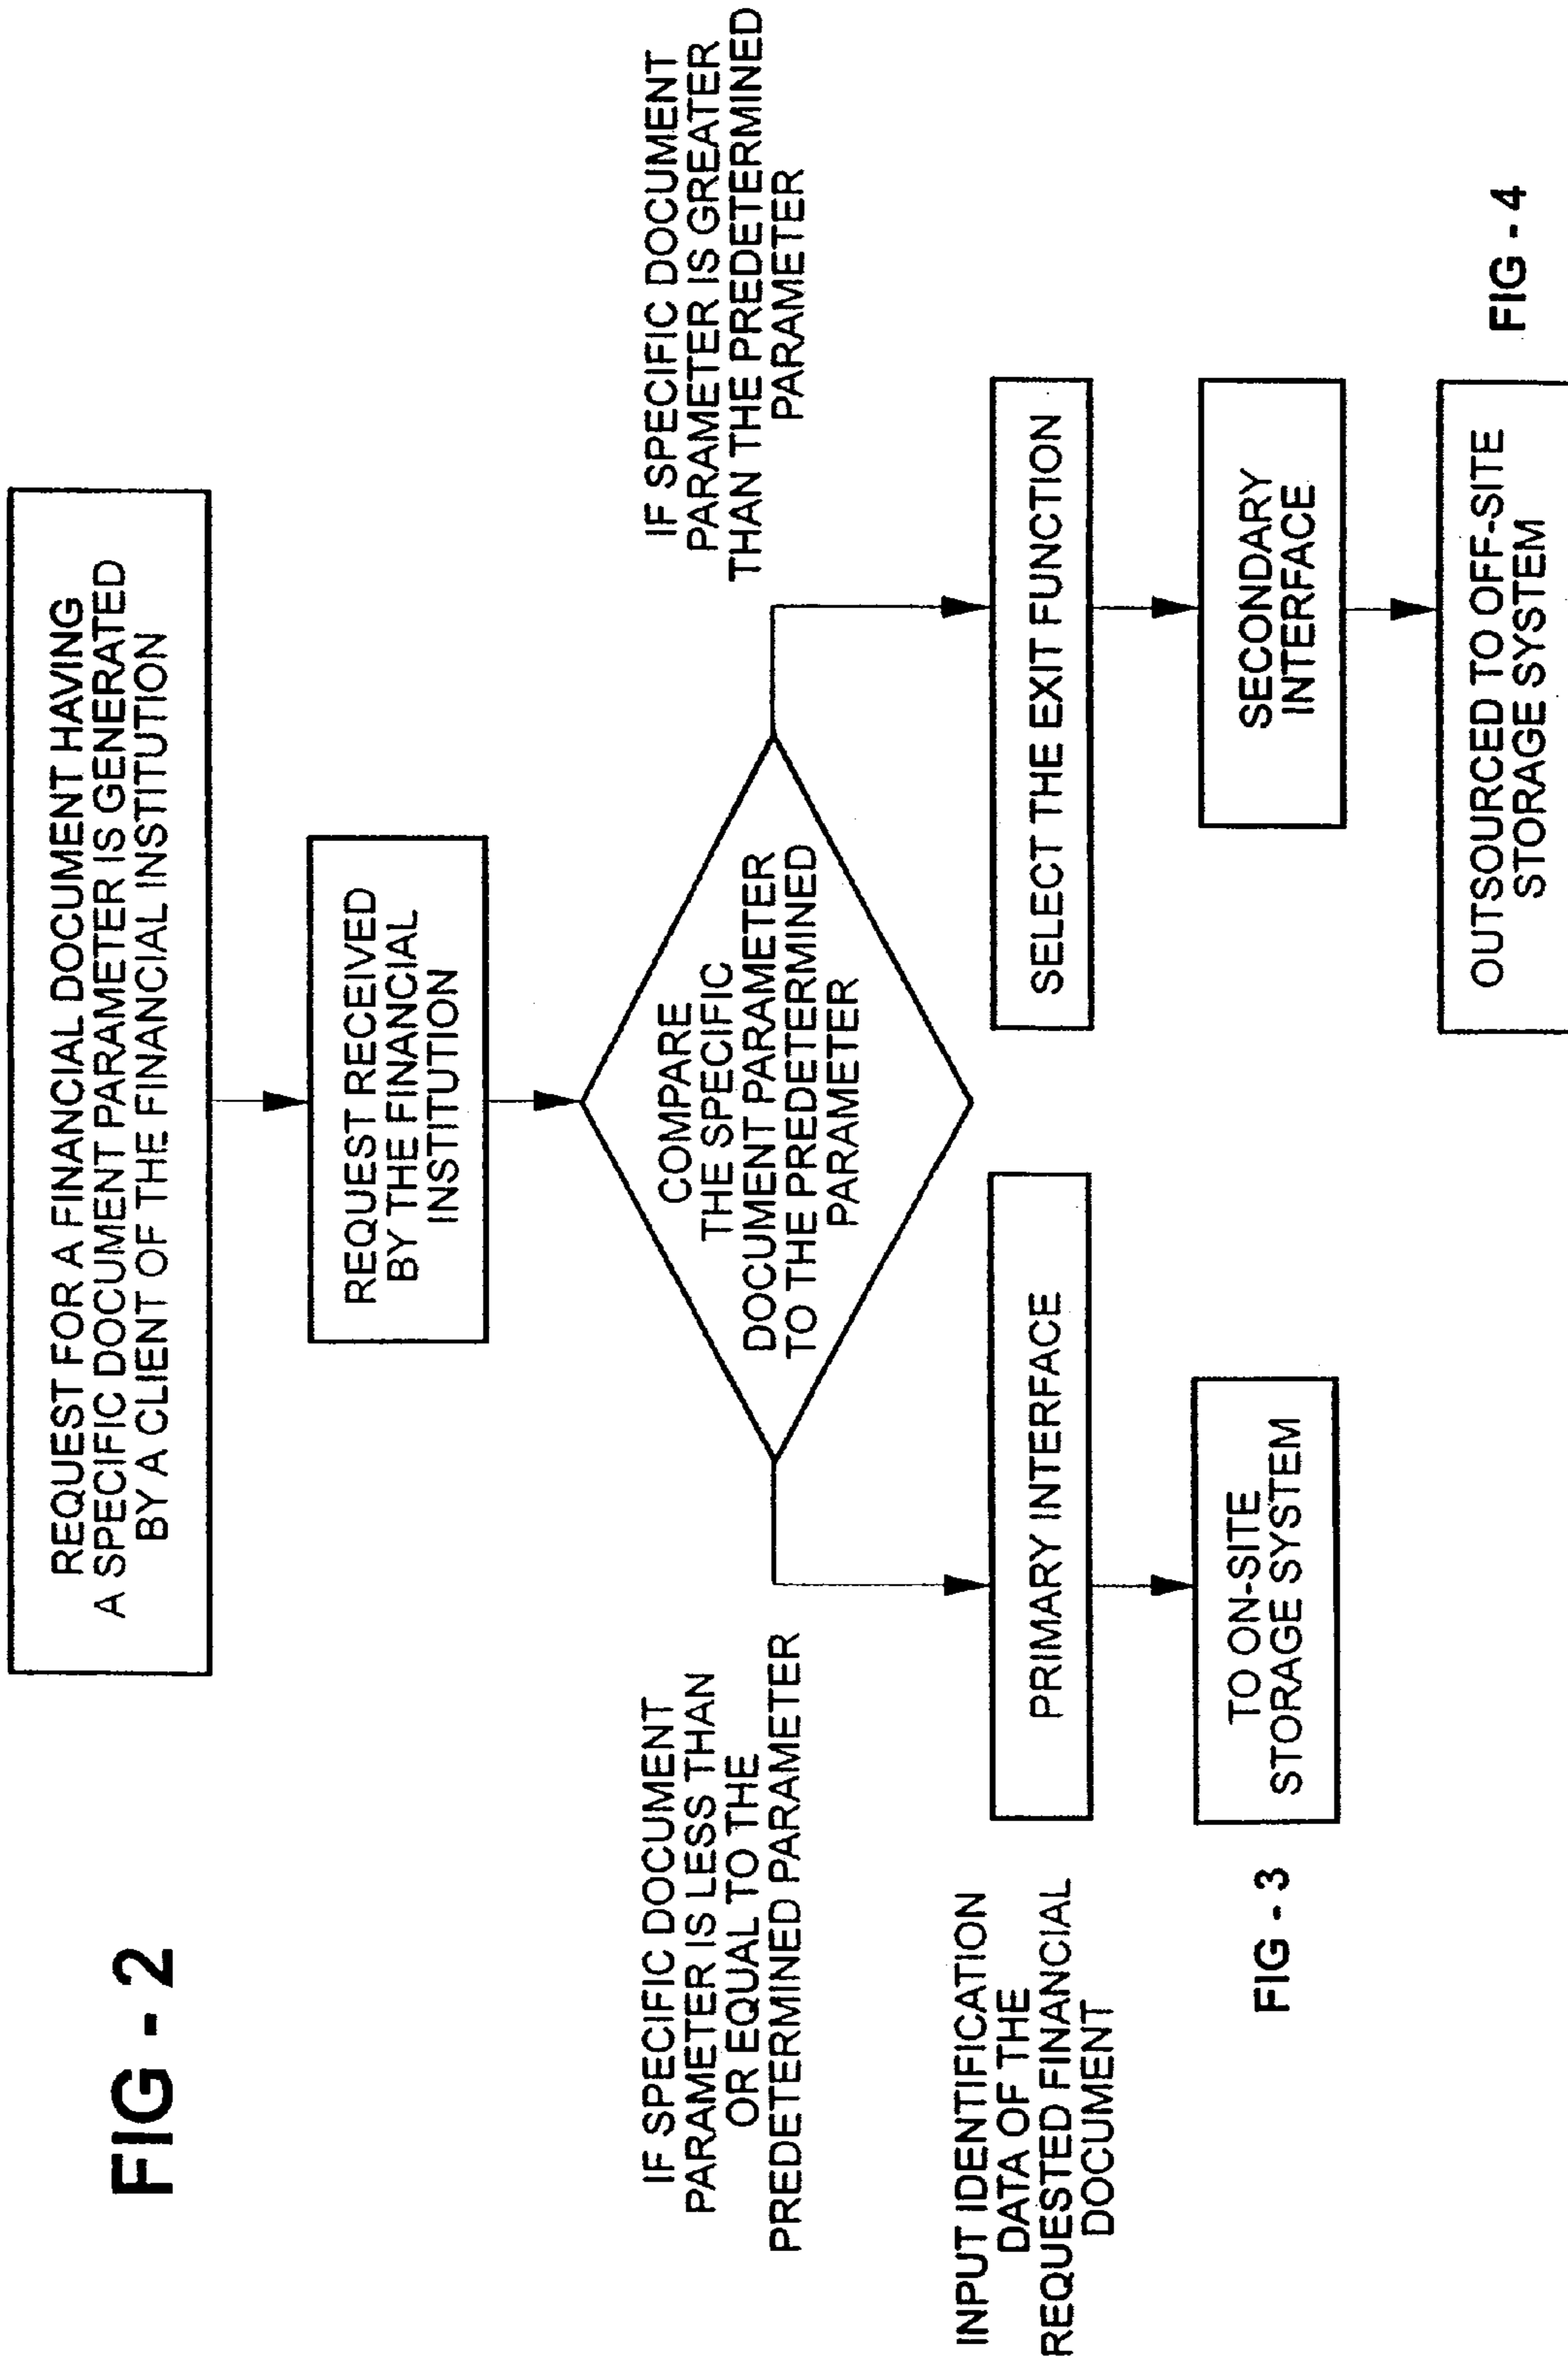 FIG - 2
REQUEST FOR A FINANCIAL DOCUMENT HAVING
A SPECIFIC DOCUMENT PARAMETER IS GENERATED
BY A CLIENT OF THE FINANCIAL INSTITUTION
REQUEST RECEIVED
BY THE FINANCIAL
INSTITUTION
COMPARE
THE SPECIFIC
DOCUMENT PARAMETER
TO THE PREDETERMINED
PARAMETER
IF SPECIFIC DOCUMENT
PARAMETER IS LESS THAN
OR EQUAL TO THE
PREDETERMINED PARAMETER
IF SPECIFIC DOCUMENT
PARAMETER IS GREATER
THAN THE PREDETERMINED
PARAMETER
INPUT IDENTIFICATION
DATA OF THE
REQUESTED FINANCIAL
DOCUMENT
PRIMARY INTERFACE
TO ON-SITE
STORAGE SYSTEM
FIG - 3
SELECT THE EXIT FUNCTION
SECONDARY
INTERFACE
OUTSOURCED TO OFF-SITE
STORAGE SYSTEM
FIG - 4